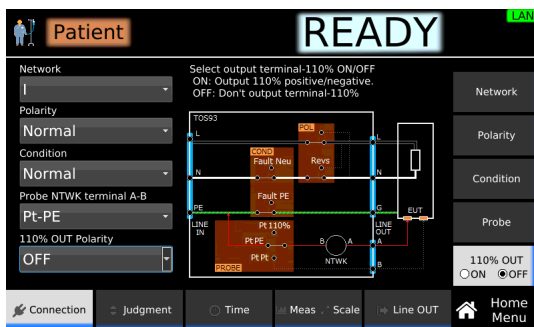 LAN
Patient
READY
Network
I
Polarity
Normal
Condition
Normal
Probe NTWK terminal A-B
Pt-PE
110% OUT Polarity
OFF
Select output terminal-110% ON/OFF
ON: Output 110% positive/negative.
OFF: Don't output terminal-110%
TOS93
POL
L
L
COND
Fault Neu
Revs
N
N
Fault PE
PE
G
EUT
LINE IN
Pt110%
LINE OUT
Pt PE
B
A
A
Pt Pt
NTWK
B
PROBE
Network
Polarity
Condition
Probe
110% OUT
ON OFF
Connection
Judgment
Time
Meas Scale
Line OUT
Home
Menu